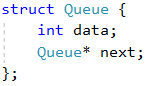 struct Queue {
    int data;
    Queue* next;
};